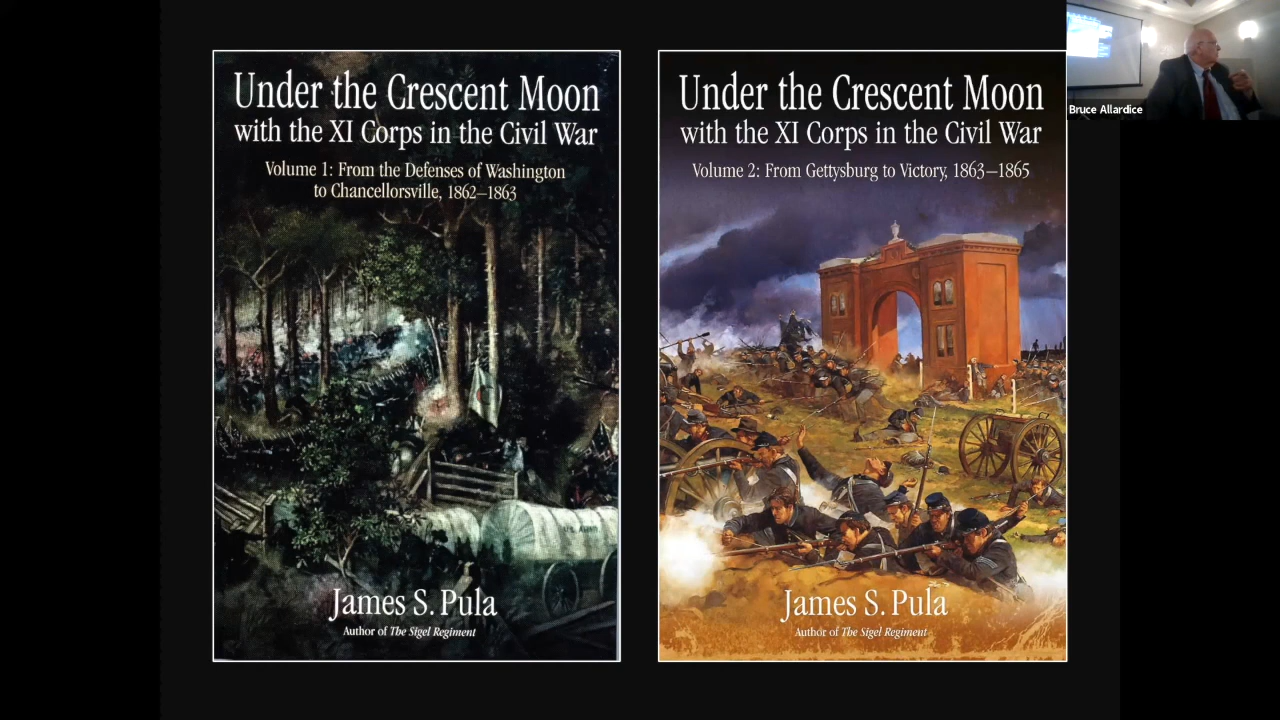 Under the Crescent Moon
with the XI Corps in the Civil War
Volume 1: From the Defenses of Washington
to Chancellorsville, 1862–1863
James S. Pula
Author of The Sigel Regiment
Under the Crescent Moon
with the XI Corps in the Civil War
Volume 2: From Gettysburg to Victory, 1863–1865
James S. Pula
Author of The Sigel Regiment
Bruce Allardice